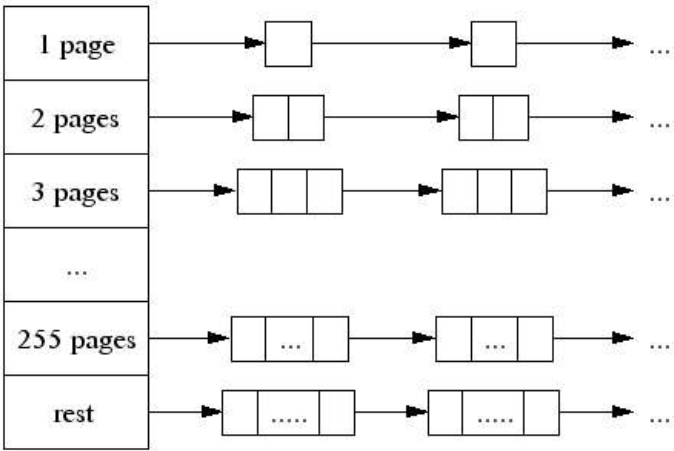 1 page ...
2 pages ...
3 pages ...
...
255 pages ... ... ...
rest ..... ..... ...